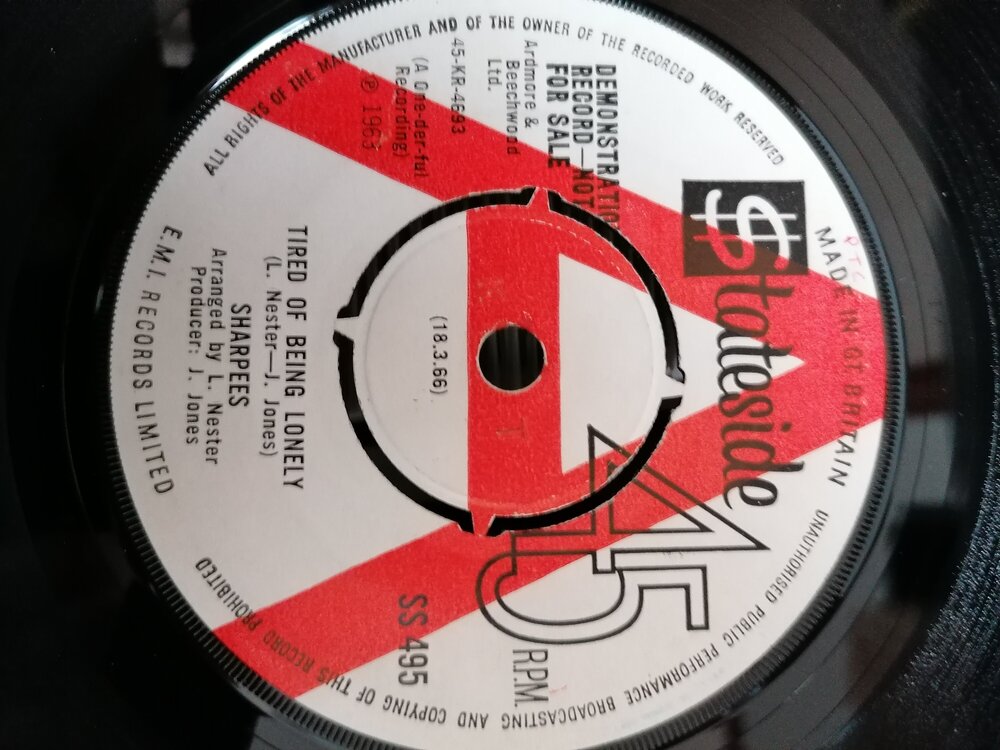 ALL RIGHTS OF THE MANUFACTURER AND OF THE OWNER OF THE RECORDED WORK RESERVED
MADE IN GT BRITAIN
UNAUTHORISED PUBLIC PERFORMANCE BROADCASTING AND COPYING OF THIS RECORD PROHIBITED
Stateside
DEMONSTRATION
RECORD—NOT
FOR SALE
Ardmore &
Beechwood
Ltd.
45-KR-4693
(A One-der-ful
Recording)
45
R.P.M.
SS 495
(18.3.66)
T
TIRED OF BEING LONELY
(L. Nester—J. Jones)
SHARPEES
Arranged by L. Nester
Producer: J. Jones
E.M.I. RECORDS LIMITED